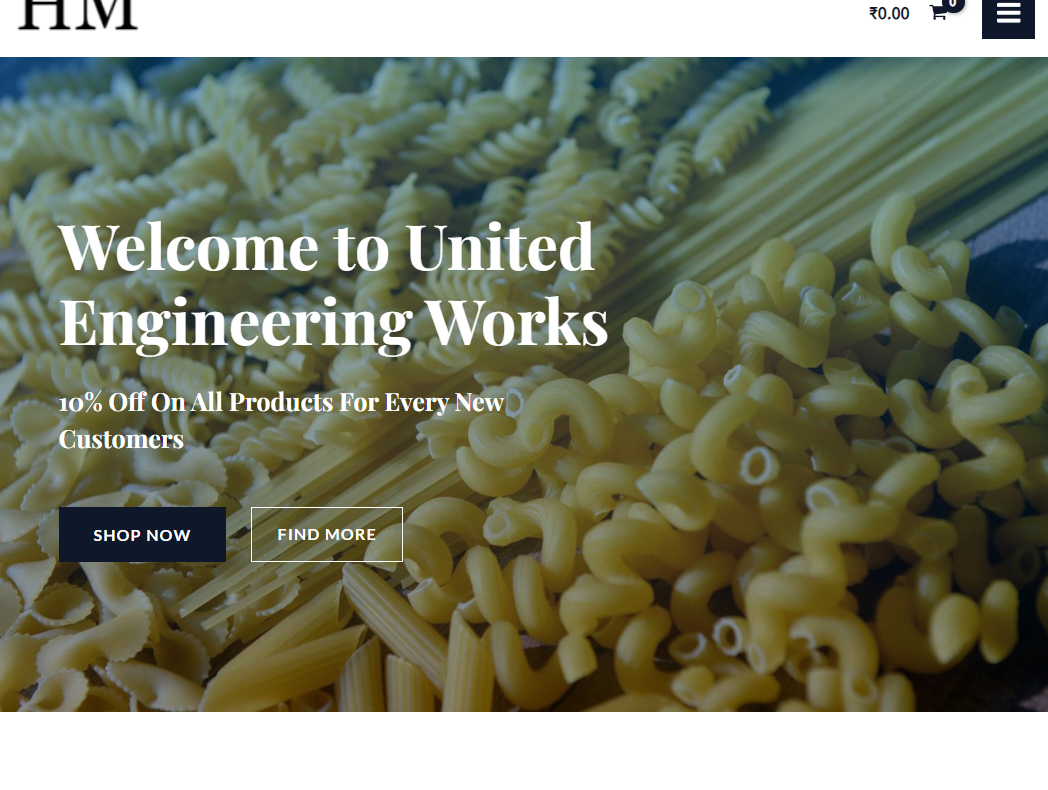 HM
₹0.00
0
Welcome to United
Engineering Works
10% Off On All Products For Every New
Customers
SHOP NOW
FIND MORE